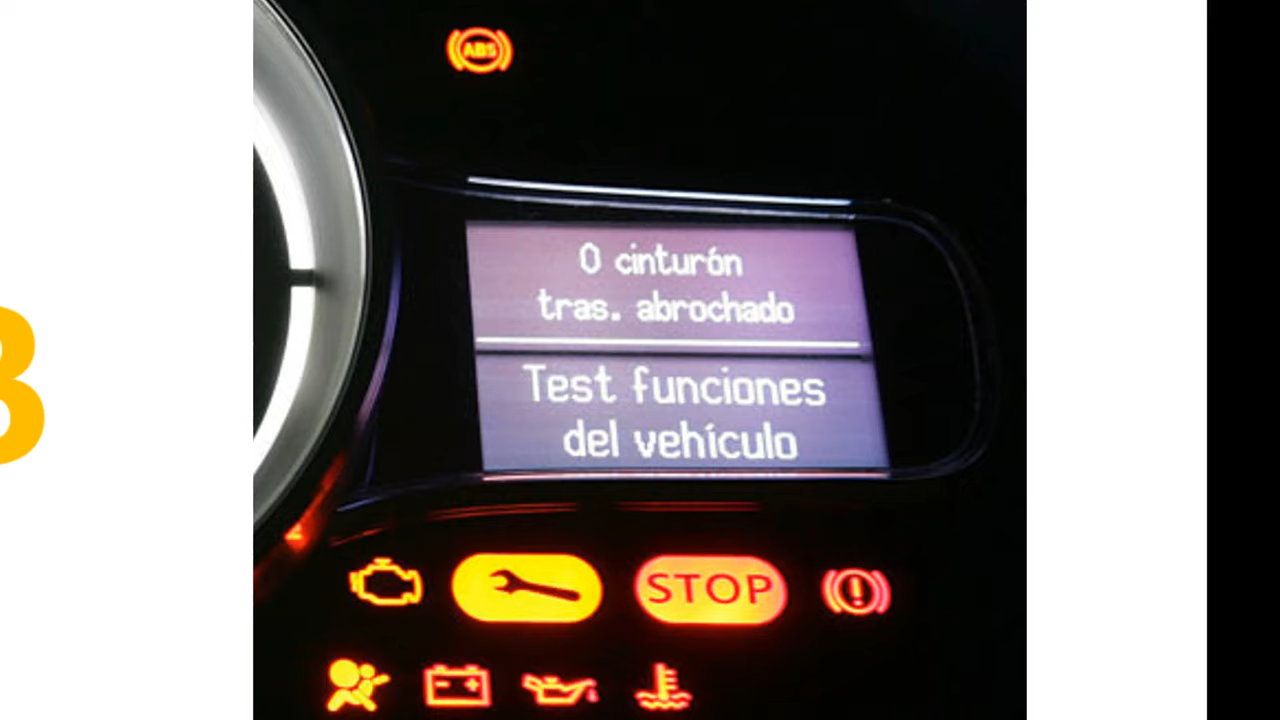 ABS
0 cinturón
tras. abrochado
Test funciones
del vehículo
STOP